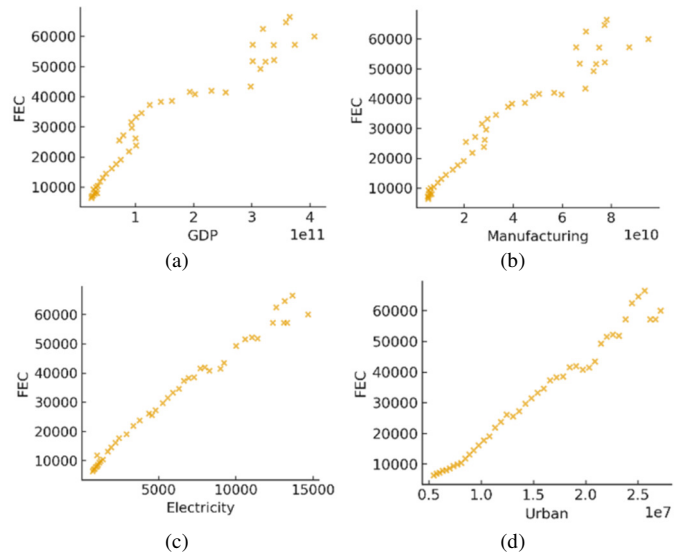 60000
50000
40000
30000
20000
10000
FEC
1 2 3 4
GDP 1e11
(a)
60000
50000
40000
30000
20000
10000
FEC
2 4 6 8
Manufacturing 1e10
(b)
60000
50000
40000
30000
20000
10000
FEC
5000 10000 15000
Electricity
(c)
60000
50000
40000
30000
20000
10000
FEC
0.5 1.0 1.5 2.0 2.5
Urban 1e7
(d)